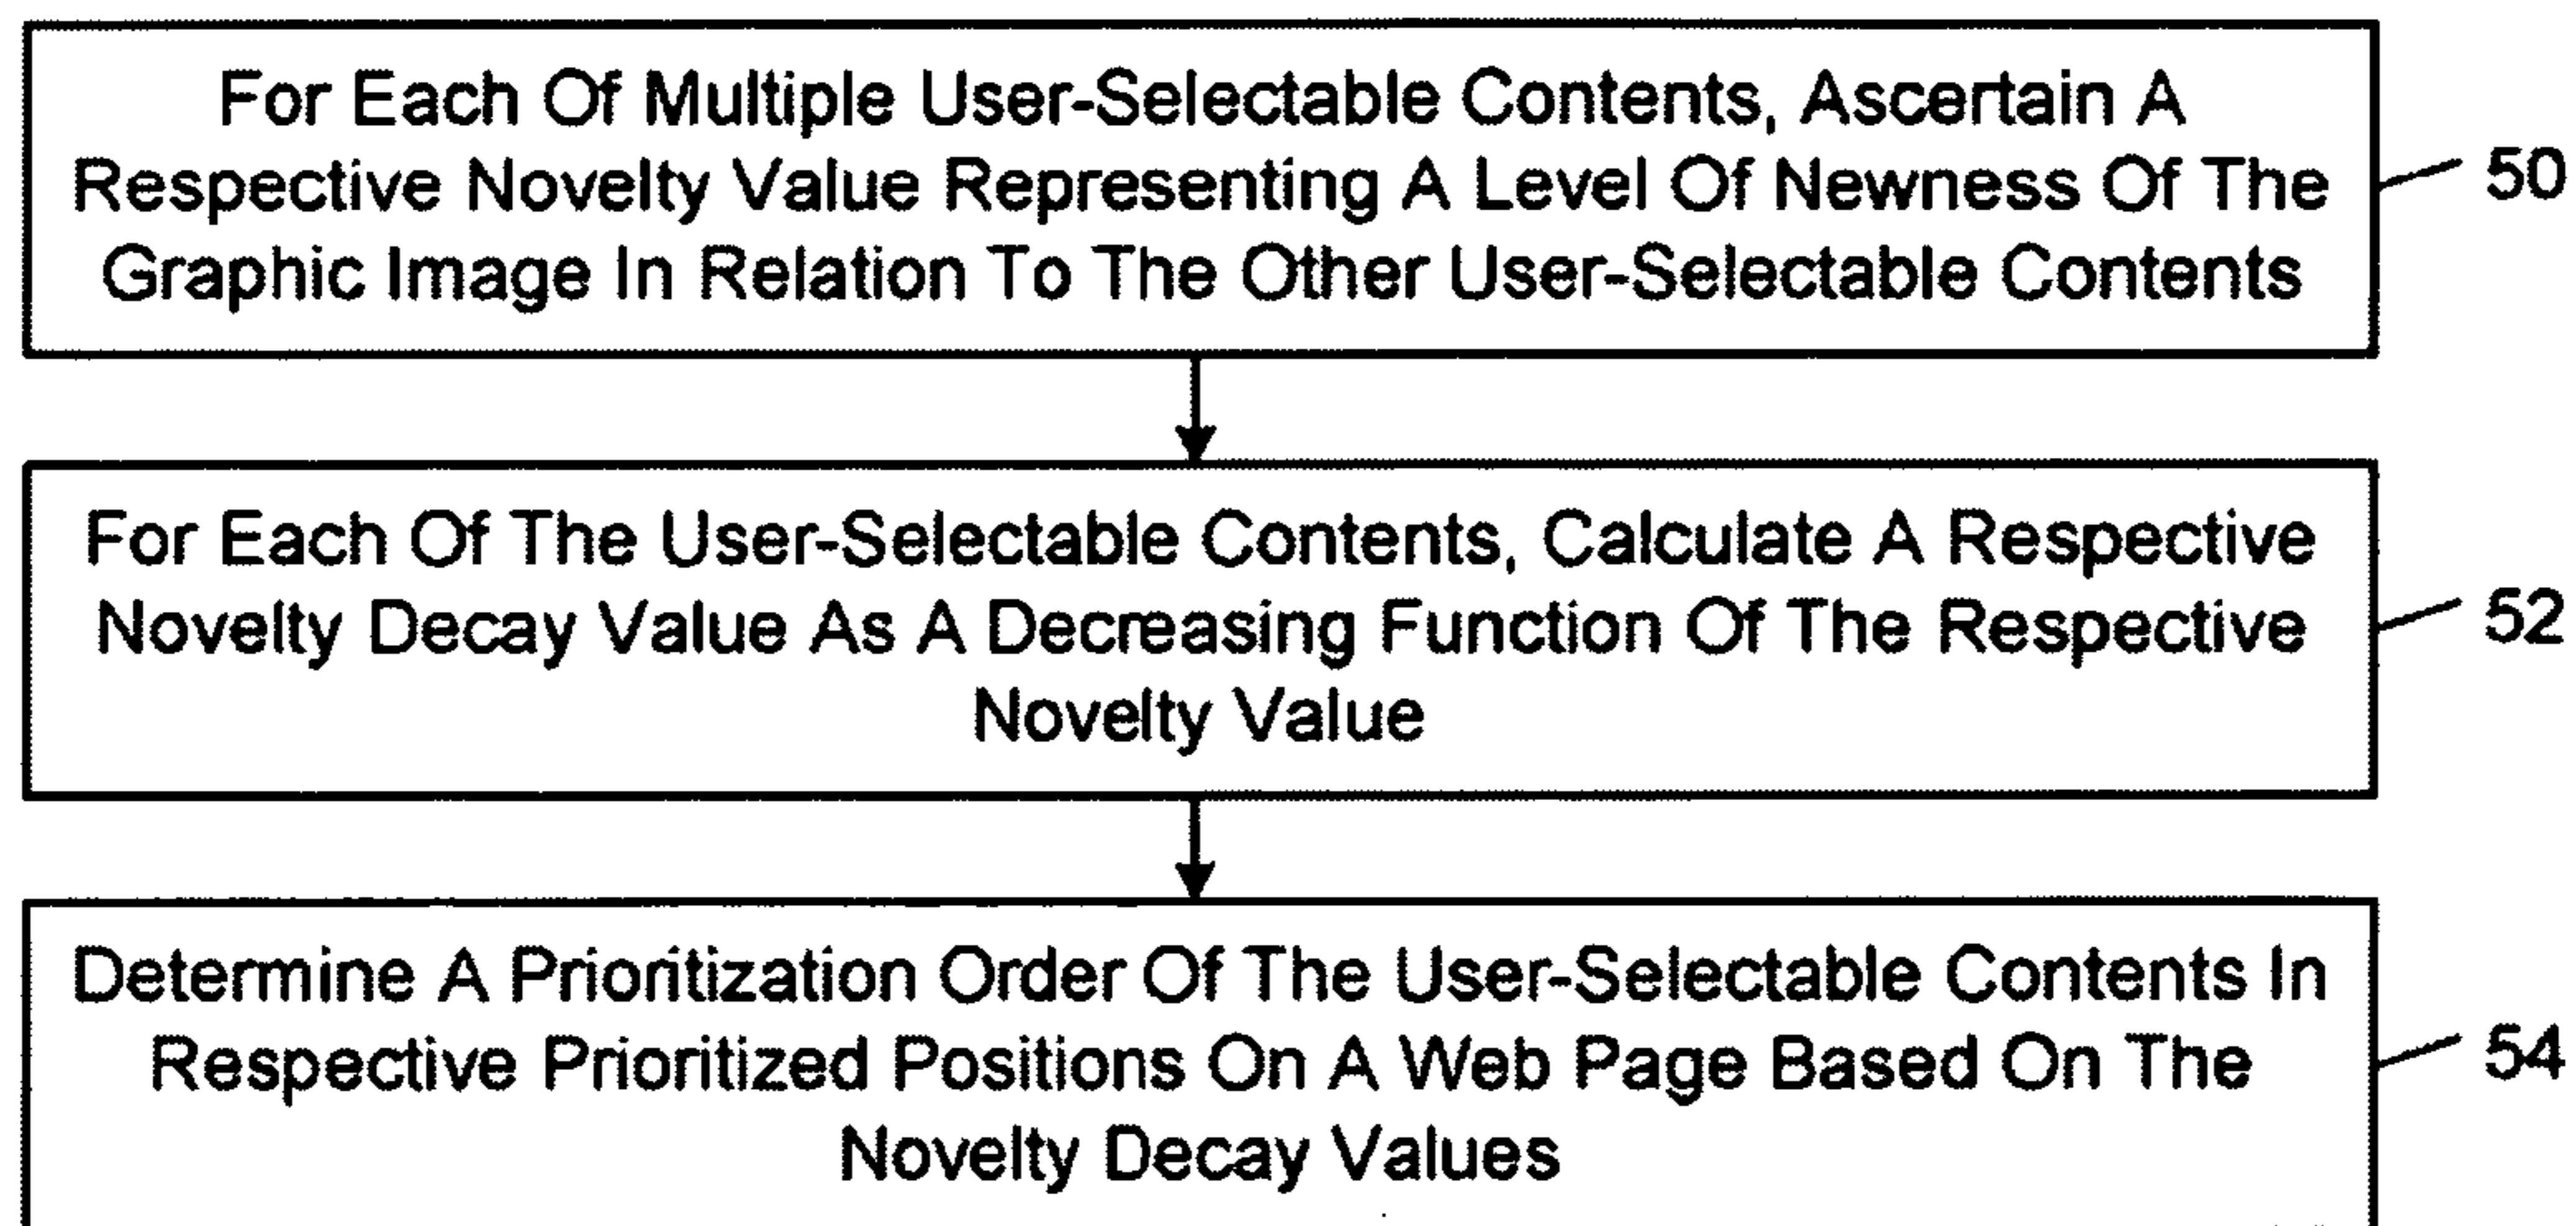 For Each Of Multiple User-Selectable Contents, Ascertain A
Respective Novelty Value Representing A Level Of Newness Of The
Graphic Image In Relation To The Other User-Selectable Contents
50
For Each Of The User-Selectable Contents, Calculate A Respective
Novelty Decay Value As A Decreasing Function Of The Respective
Novelty Value
52
Determine A Prioritization Order Of The User-Selectable Contents In
Respective Prioritized Positions On A Web Page Based On The
Novelty Decay Values
54